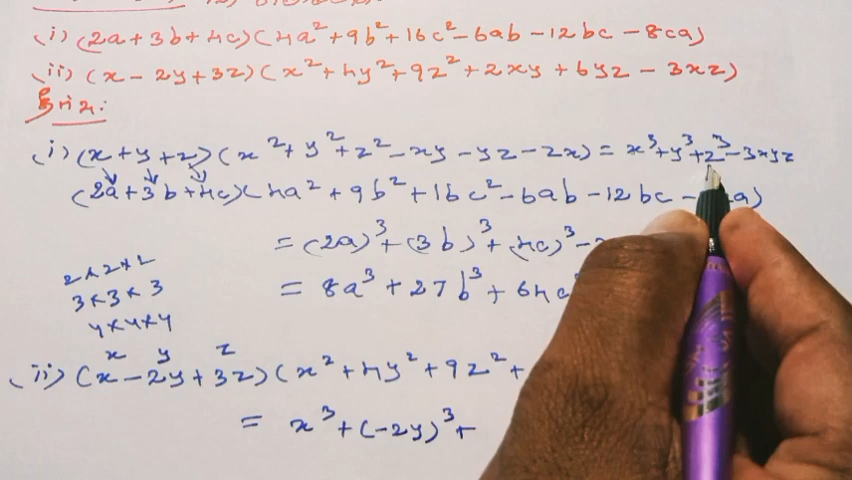 (i) (2a + 3b + 4c) (4a² + 9b² + 16c² - 6ab - 12bc - 8ca)
(ii) (x - 2y + 3z) (x² + 4y² + 9z² + 2xy + 6yz - 3xz)
தீர்வு:
(i) (x + y + z) (x² + y² + z² - xy - yz - zx) = x³ + y³ + z³ - 3xyz
(2a + 3b + 4c) (4a² + 9b² + 16c² - 6ab - 12bc - a)
= (2a)³ + (3b)³ + (4c)³ -
2 × 2 × 2
= 8a³ + 27b³ + 64c
3 × 3 × 3
4 × 4 × 4
x y z
(ii) (x - 2y + 3z) (x² + 4y² + 9z² +
= x³ + (-2y)³ +